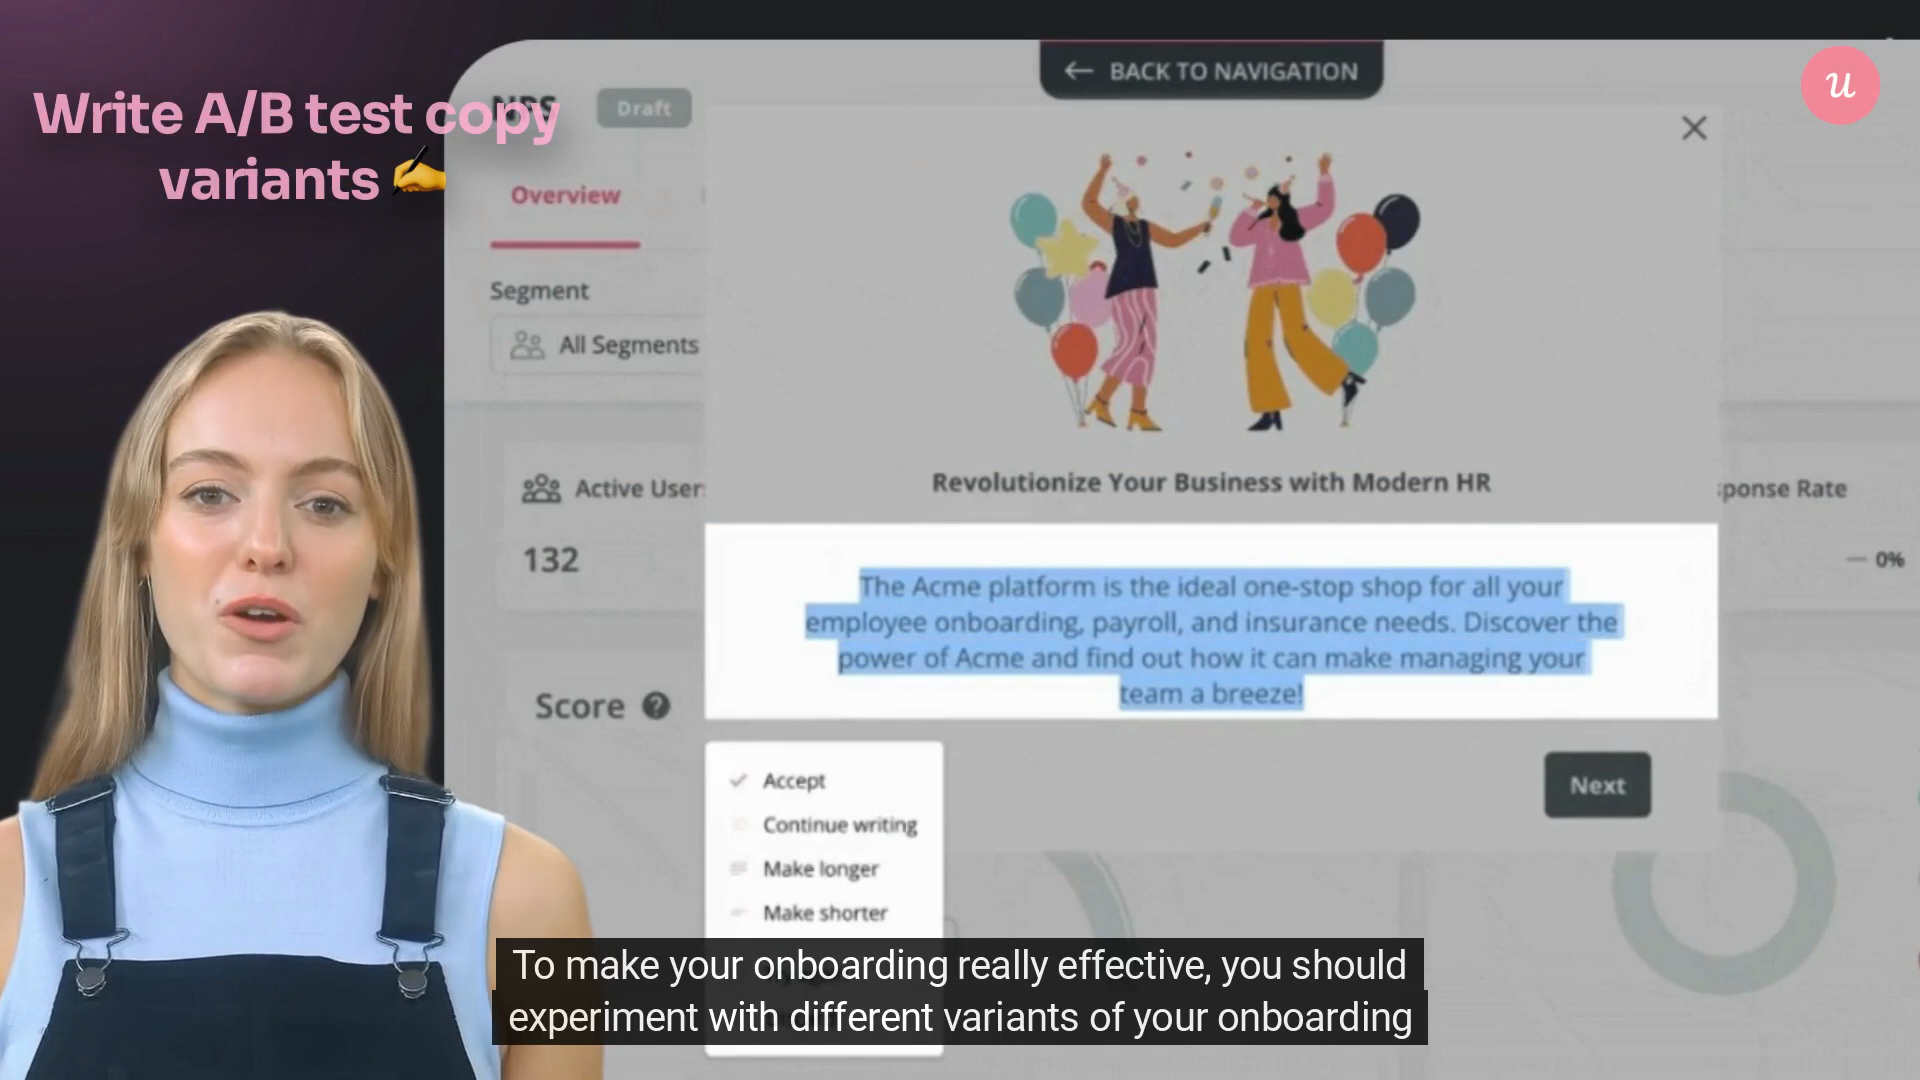 BACK TO NAVIGATION
Write A/B test copy
variants ✍️
NPS
Draft
Overview
Segment
All Segments
Active User
132
Score
Revolutionize Your Business with Modern HR
The Acme platform is the ideal one-stop shop for all your
employee onboarding, payroll, and insurance needs. Discover the
power of Acme and find out how it can make managing your
team a breeze!
ponse Rate
0%
Accept
Continue writing
Make longer
Make shorter
Next
To make your onboarding really effective, you should
experiment with different variants of your onboarding
u